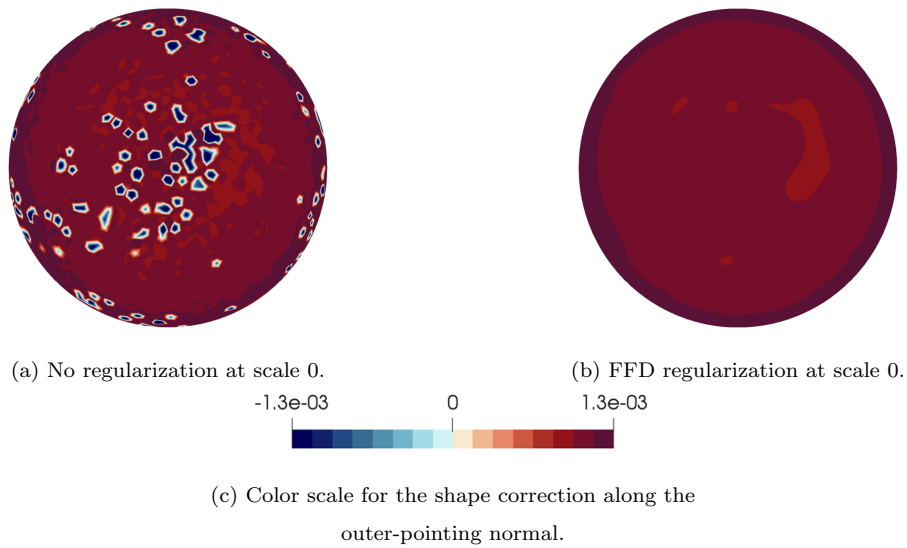 (a) No regularization at scale 0.
(b) FFD regularization at scale 0.
-1.3e-03 0 1.3e-03
(c) Color scale for the shape correction along the
outer-pointing normal.